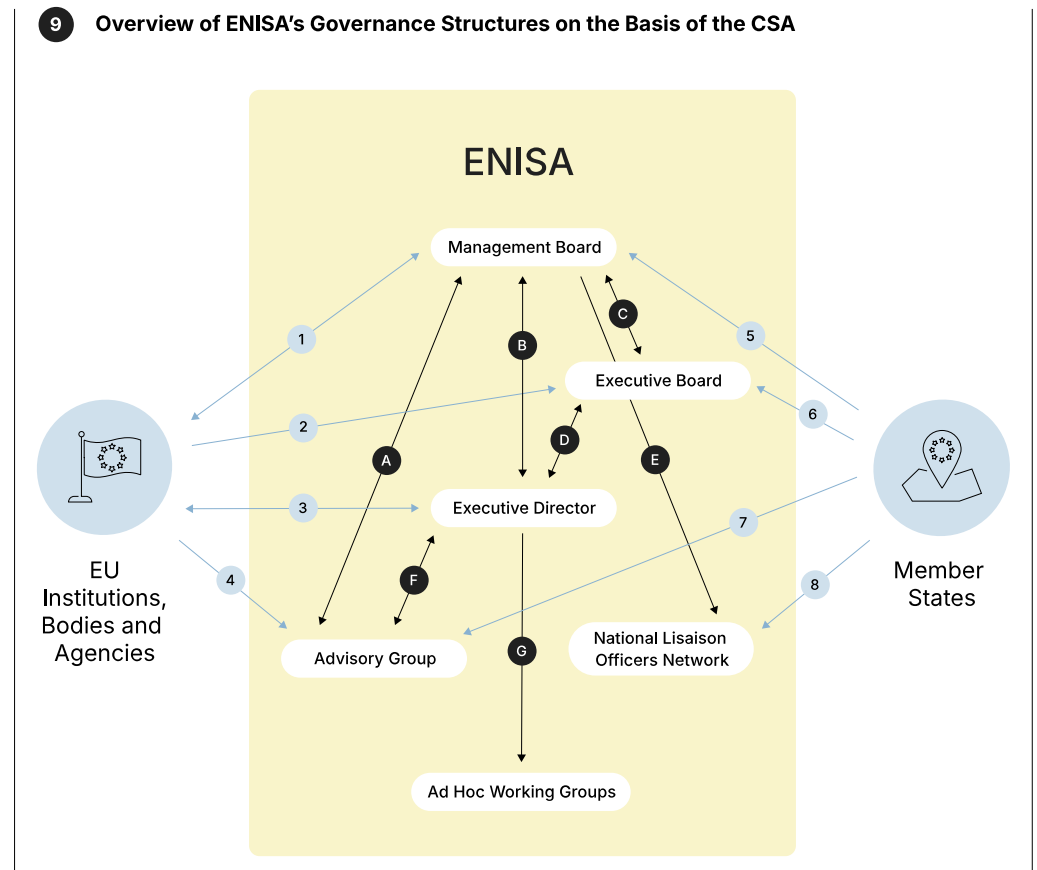 9 Overview of ENISA's Governance Structures on the Basis of the CSA
ENISA
Management Board
C
1
5
B
Executive Board
6
2
D
A
E
Executive Director
3
7
EU
Institutions,
Bodies and
Agencies
4
F
8
Member
States
Advisory Group
G
National Lisaison
Officers Network
Ad Hoc Working Groups